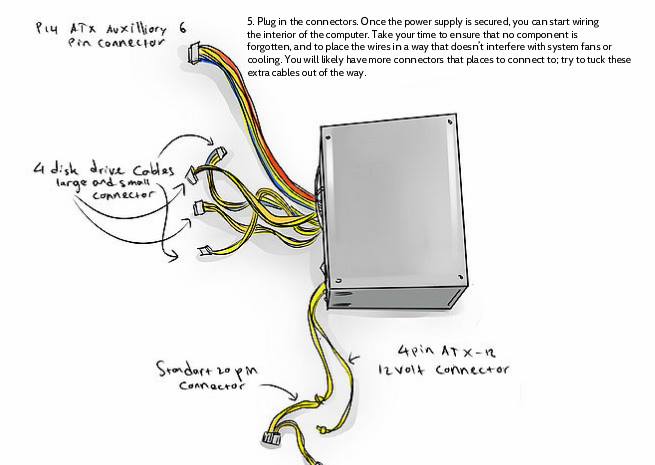 P14 ATX Auxilliory 6
Pin connector
5. Plug in the connectors. Once the power supply is secured, you can start wiring
the interior of the computer. Take your time to ensure that no component is
forgotten, and to place the wires in a way that doesn't interfere with system fans or
cooling. You will likely have more connectors that places to connect to; try to tuck these
extra cables out of the way.
4 disk drive Cables
large and small
connector
4pin ATX-12
12volt connector
Standart 20 pin
Connector